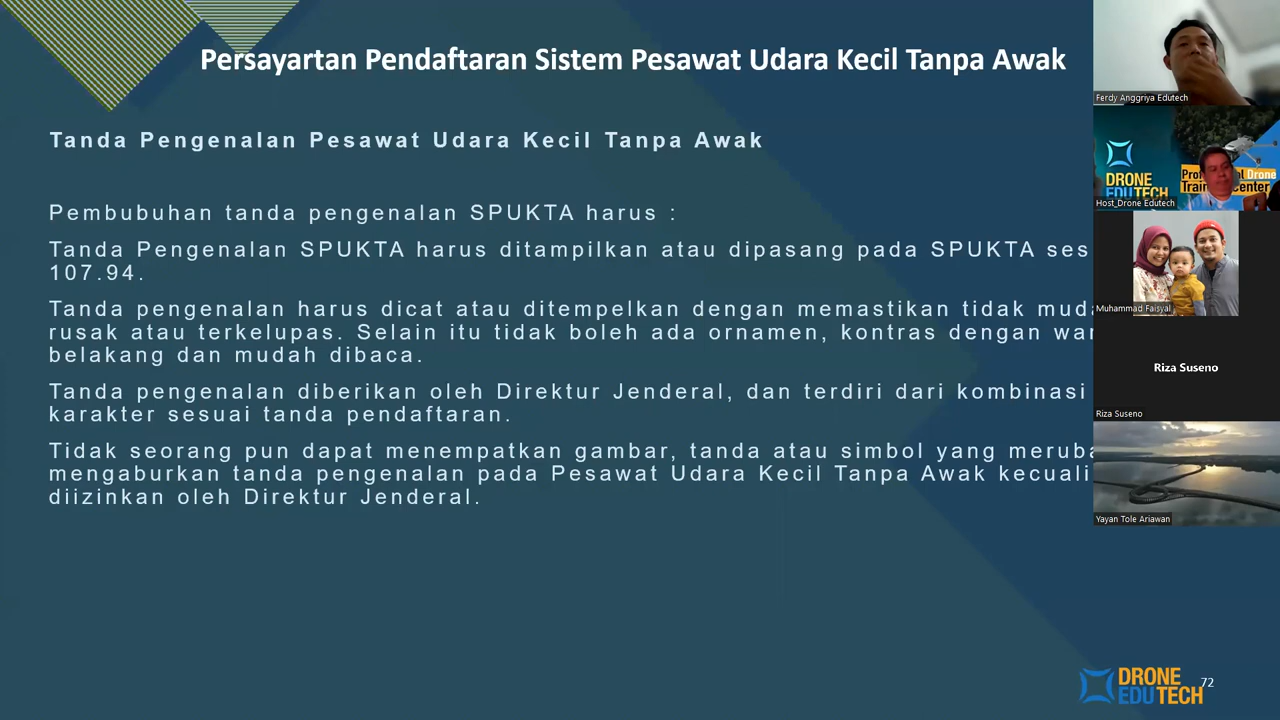 Persayartan Pendaftaran Sistem Pesawat Udara Kecil Tanpa Awak
Tanda Pengenalan Pesawat Udara Kecil Tanpa Awak
Pembubuhan tanda pengenalan SPUKTA harus :
Tanda Pengenalan SPUKTA harus ditampilkan atau dipasang pada SPUKTA
107.94.
Tanda pengenalan harus dicat atau ditempelkan dengan memastikan tidak
rusak atau terkelupas. Selain itu tidak boleh ada ornamen, kontras dengan
belakang dan mudah dibaca.
Tanda pengenalan diberikan oleh Direktur Jenderal, dan terdiri dari kombinasi
karakter sesuai tanda pendaftaran.
Tidak seorang pun dapat menempatkan gambar, tanda atau simbol yang
mengaburkan tanda pengenalan pada Pesawat Udara Kecil Tanpa Awak kecuali
diizinkan oleh Direktur Jenderal.
DRONE
EDUTECH
72
Ferdy Anggriya Edutech
DRONE
EDUTECH
Drone
Host_Drone Edutech
Muhammad Faisyal
Riza Suseno
Riza Suseno
Yayan Tole Ariawan